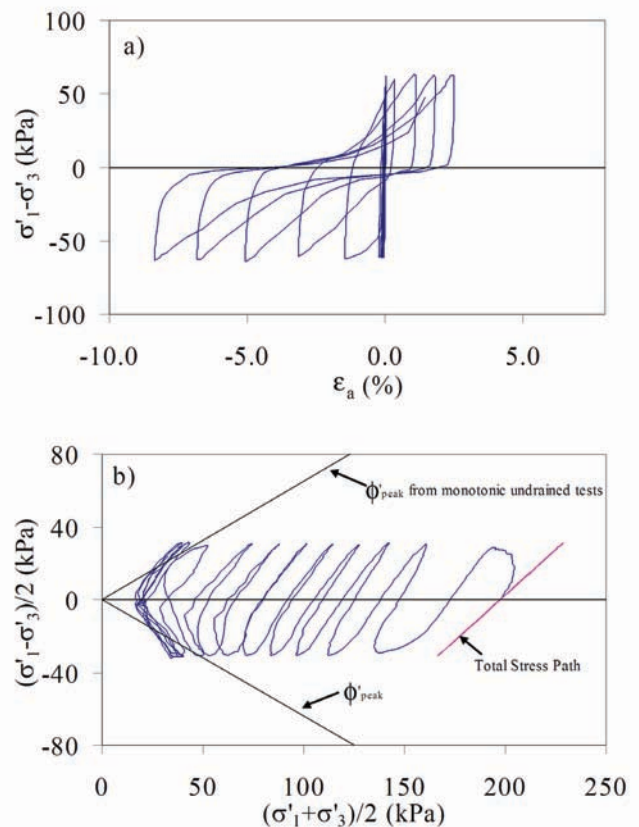 100
a)
50
0
-50
-100
σ'₁-σ'₃ (kPa)
-10.0 -5.0 0.0 5.0
εₐ (%)
80
b)
ϕ'peak from monotonic undrained tests
40
0
Total Stress Path
-40
ϕ'peak
-80
(σ'₁-σ'₃)/2 (kPa)
0 50 100 150 200 250
(σ'₁+σ'₃)/2 (kPa)